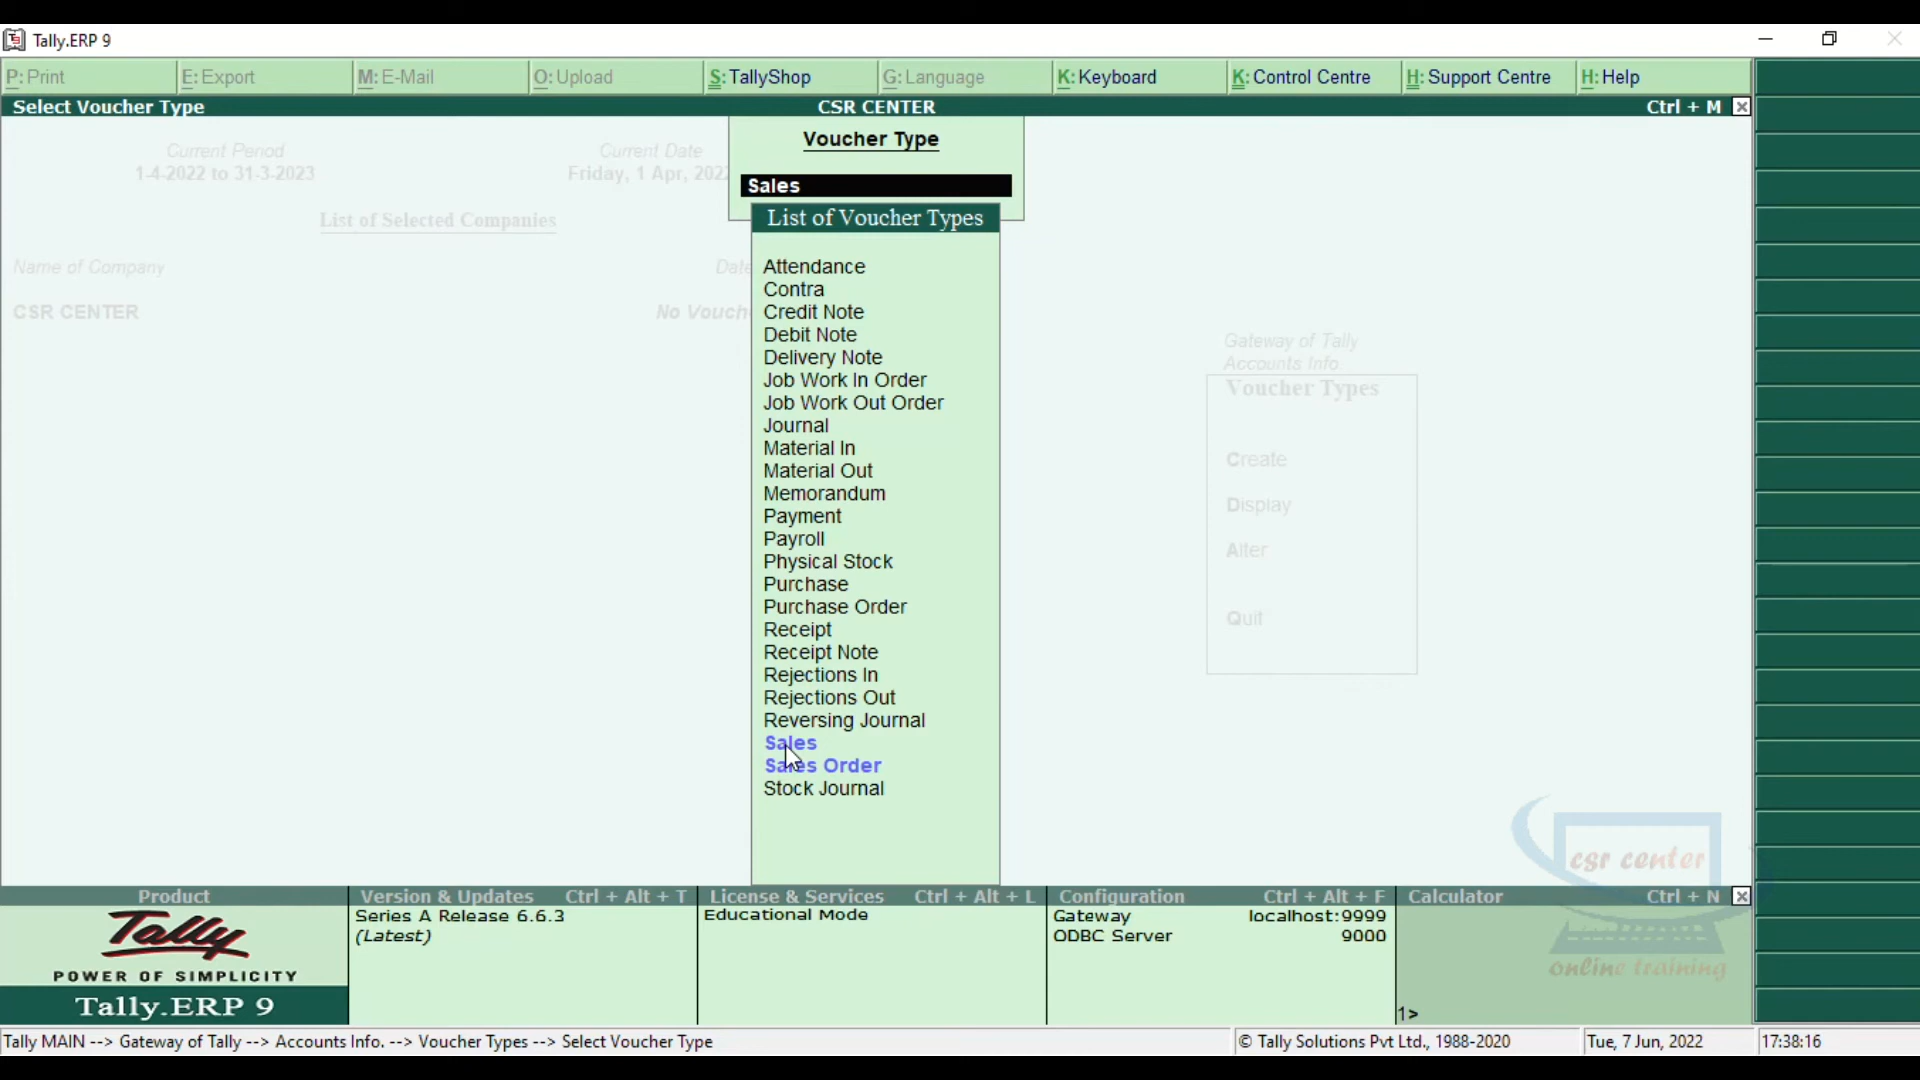 Tally.ERP 9
P: Print
E: Export
M: E-Mail
O: Upload
S: TallyShop
G: Language
K: Keyboard
K: Control Centre
H: Support Centre
H: Help
Select Voucher Type
CSR CENTER
Ctrl + M
Current Period
1-4-2022 to 31-3-2023
Current Date
Friday, 1 Apr, 2022
List of Selected Companies
Name of Company
Date
CSR CENTER
No Vouch
Voucher Type
Sales
List of Voucher Types
Attendance
Contra
Credit Note
Debit Note
Delivery Note
Job Work In Order
Job Work Out Order
Journal
Material In
Material Out
Memorandum
Payment
Payroll
Physical Stock
Purchase
Purchase Order
Receipt
Receipt Note
Rejections In
Rejections Out
Reversing Journal
Sales
Sales Order
Stock Journal
Gateway of Tally
Accounts Info.
Voucher Types
Create
Display
Alter
Quit
csr center
online training
Product
Tally
POWER OF SIMPLICITY
Tally.ERP 9
Version & Updates Ctrl + Alt + T
Series A Release 6.6.3
(Latest)
License & Services Ctrl + Alt + L
Educational Mode
Configuration Ctrl + Alt + F
Gateway localhost:9999
ODBC Server 9000
Calculator Ctrl + N
1>
Tally MAIN --> Gateway of Tally --> Accounts Info. --> Voucher Types --> Select Voucher Type
© Tally Solutions Pvt Ltd., 1988-2020
Tue, 7 Jun, 2022
17:38:16